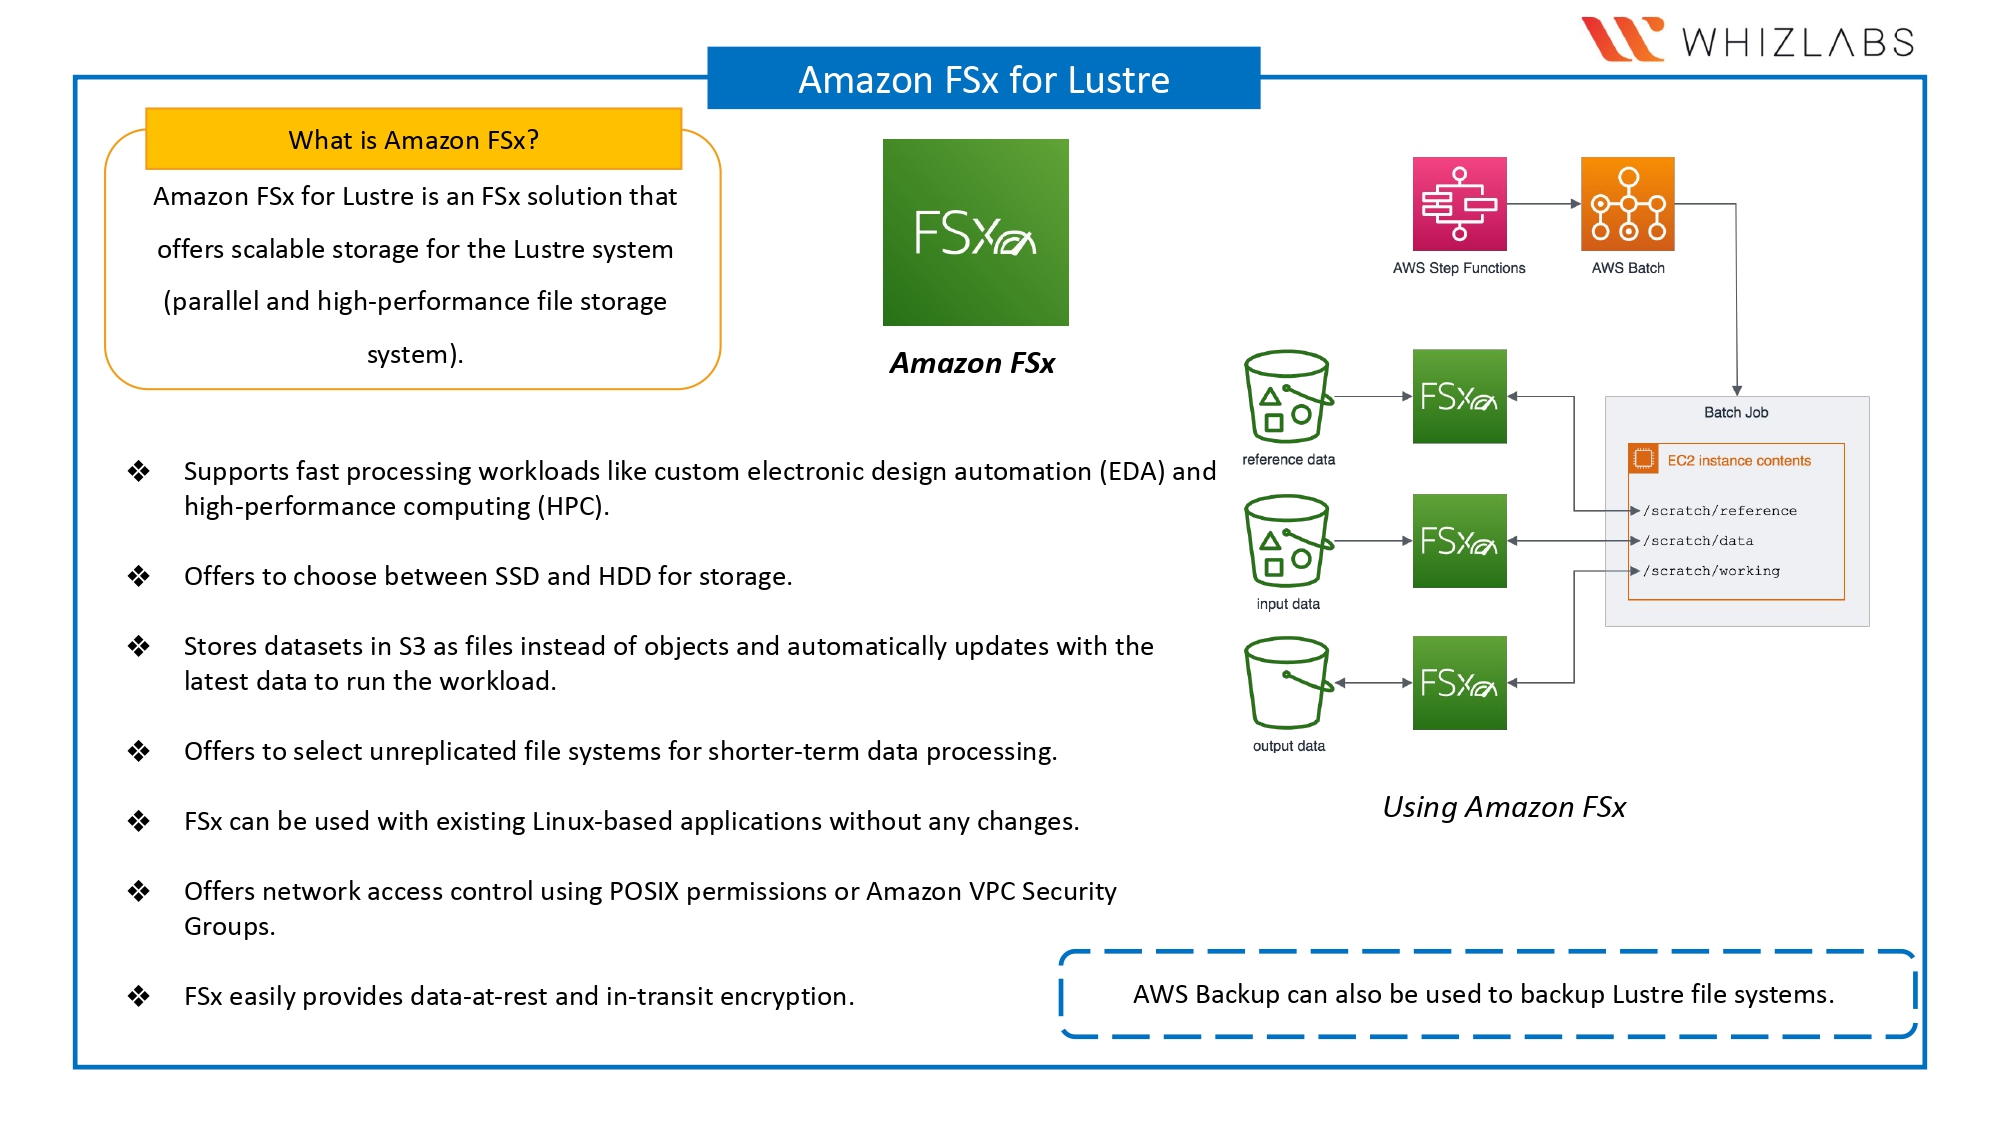 WHIZLABS
Amazon FSx for Lustre
What is Amazon FSx?
Amazon FSx for Lustre is an FSx solution that
offers scalable storage for the Lustre system
(parallel and high-performance file storage
system).
FSx
Amazon FSx
❖ Supports fast processing workloads like custom electronic design automation (EDA) and
high-performance computing (HPC).
❖ Offers to choose between SSD and HDD for storage.
❖ Stores datasets in S3 as files instead of objects and automatically updates with the
latest data to run the workload.
❖ Offers to select unreplicated file systems for shorter-term data processing.
❖ FSx can be used with existing Linux-based applications without any changes.
❖ Offers network access control using POSIX permissions or Amazon VPC Security
Groups.
❖ FSx easily provides data-at-rest and in-transit encryption.
AWS Step Functions
AWS Batch
reference data
FSx
input data
FSx
output data
FSx
Batch Job
EC2 instance contents
/scratch/reference
/scratch/data
/scratch/working
Using Amazon FSx
AWS Backup can also be used to backup Lustre file systems.